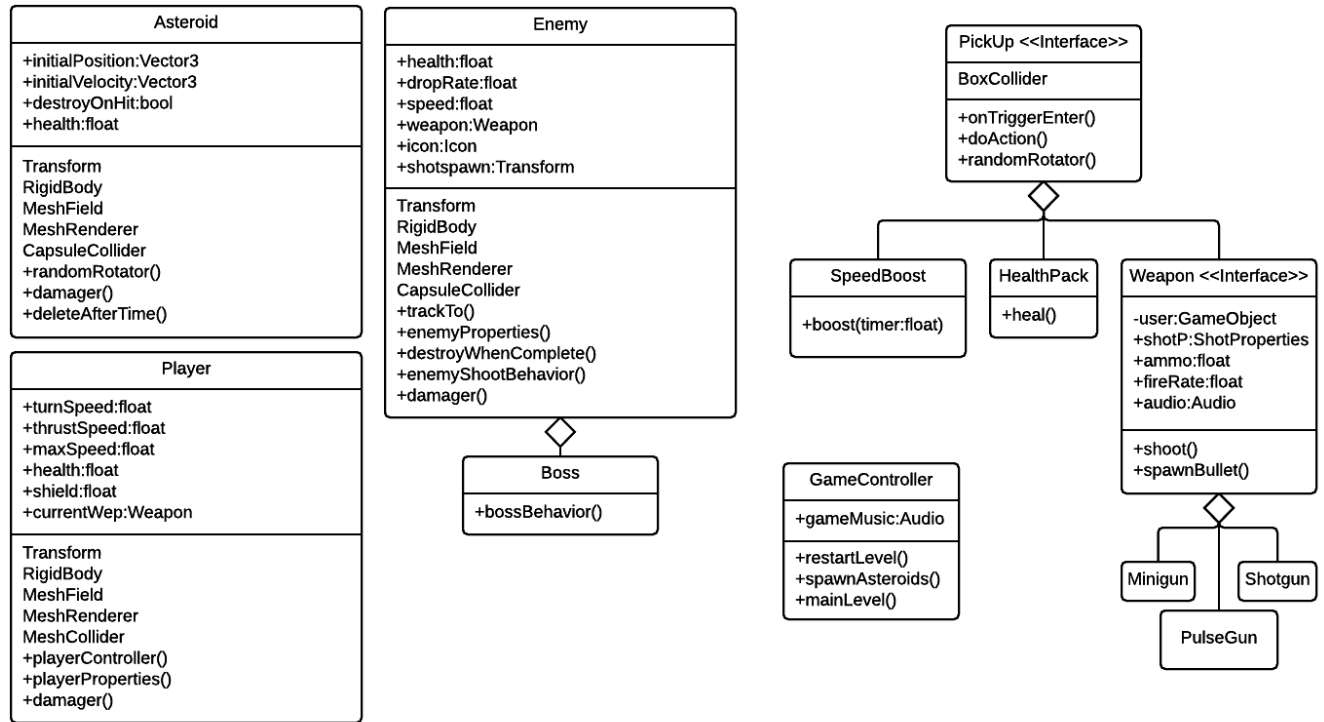 Asteroid
+initialPosition:Vector3
+initialVelocity:Vector3
+destroyOnHit:bool
+health:float
Transform
RigidBody
MeshField
MeshRenderer
CapsuleCollider
+randomRotator()
+damager()
+deleteAfterTime()
Player
+turnSpeed:float
+thrustSpeed:float
+maxSpeed:float
+health:float
+shield:float
+currentWep:Weapon
Transform
RigidBody
MeshField
MeshRenderer
MeshCollider
+playerController()
+playerProperties()
+damager()
Enemy
+health:float
+dropRate:float
+speed:float
+weapon:Weapon
+icon:Icon
+shotspawn:Transform
Transform
RigidBody
MeshField
MeshRenderer
CapsuleCollider
+trackTo()
+enemyProperties()
+destroyWhenComplete()
+enemyShootBehavior()
+damager()
Boss
+bossBehavior()
PickUp <<Interface>>
BoxCollider
+onTriggerEnter()
+doAction()
+randomRotator()
SpeedBoost
+boost(timer:float)
HealthPack
+heal()
Weapon <<Interface>>
-user:GameObject
+shotP:ShotProperties
+ammo:float
+fireRate:float
+audio:Audio
+shoot()
+spawnBullet()
GameController
+gameMusic:Audio
+restartLevel()
+spawnAsteroids()
+mainLevel()
Minigun
Shotgun
PulseGun